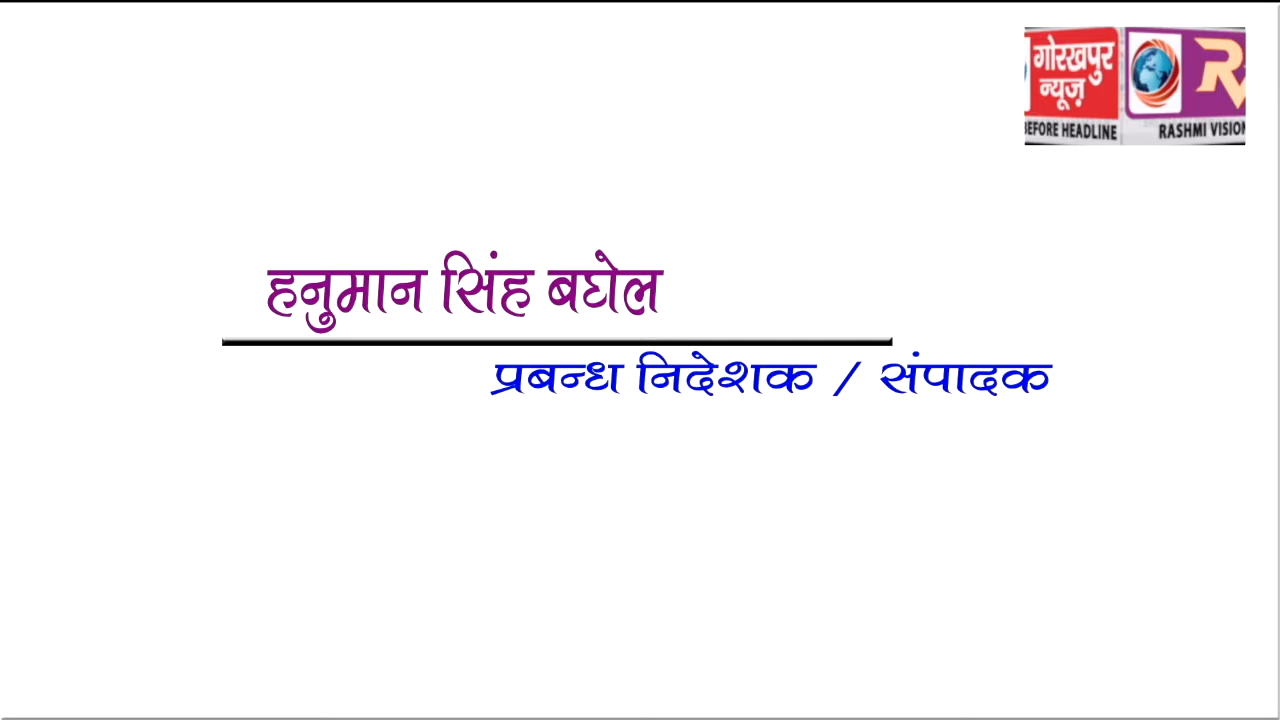 गोरखपुर
न्यूज़
BEFORE HEADLINE
RASHMI VISION
हनुमान सिंह बघेल
प्रबन्ध निदेशक / संपादक